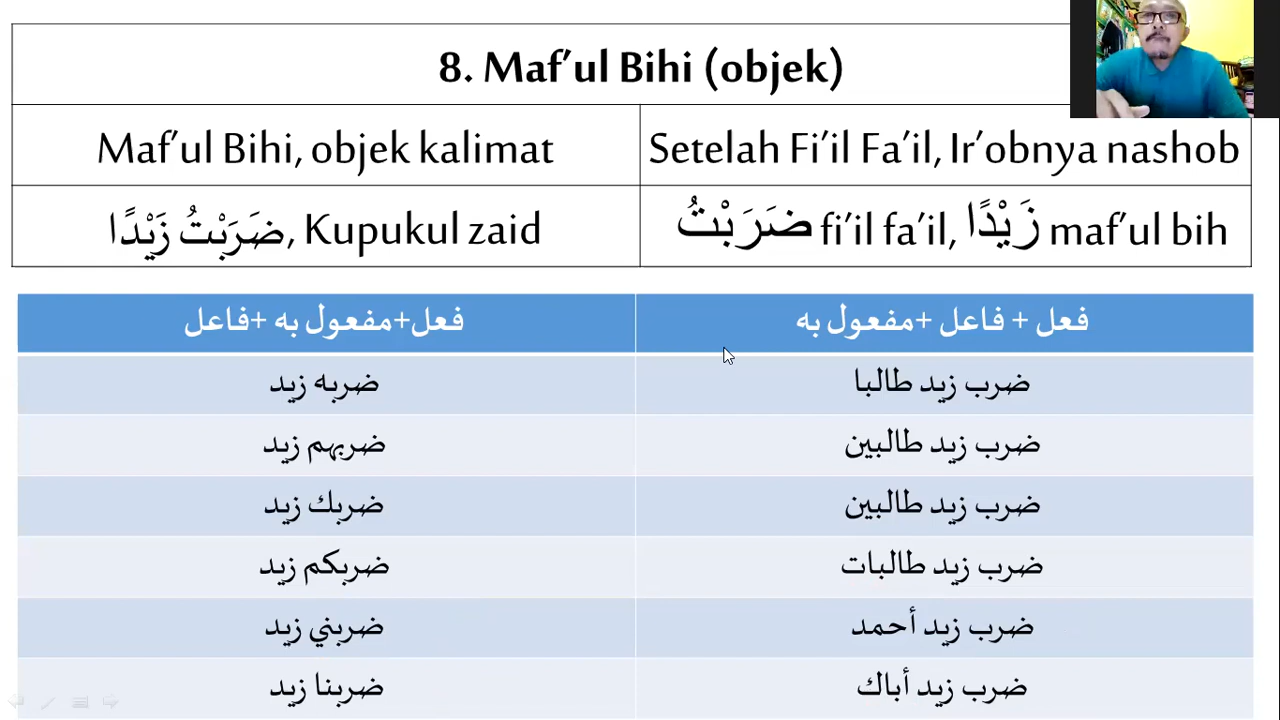 8. Maf'ul Bihi (objek)
Maf'ul Bihi, objek kalimat
Setelah Fi'il Fa'il, Ir'obnya nashob
ضَرَبْتُ زَيْدًا, Kupukul zaid
ضَرَبْتُ fi'il fa'il, زَيْدًا maf'ul bih
فعل + فاعل +مفعول به
فعل+مفعول به +فاعل
ضرب زيد طالبا
ضربه زيد
ضرب زيد طالبين
ضربهم زيد
ضرب زيد طالبين
ضربك زيد
ضرب زيد طالبات
ضربكم زيد
ضرب زيد أحمد
ضربني زيد
ضرب زيد أباك
ضربنا زيد